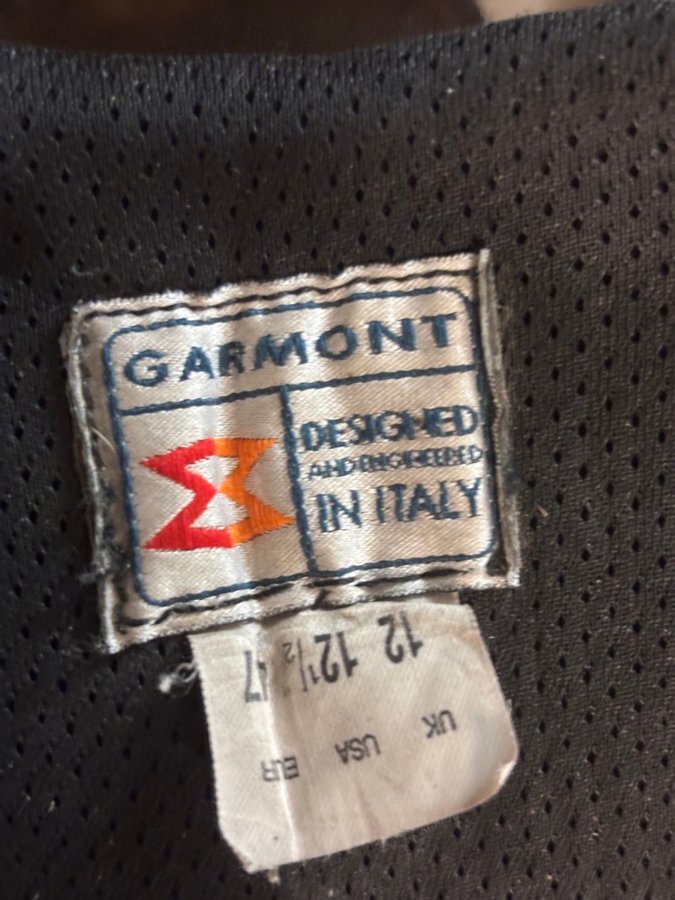 GARMONT
DESIGNED
AND ENGINEERED
IN ITALY
UK USA EUR
12 12½ 47